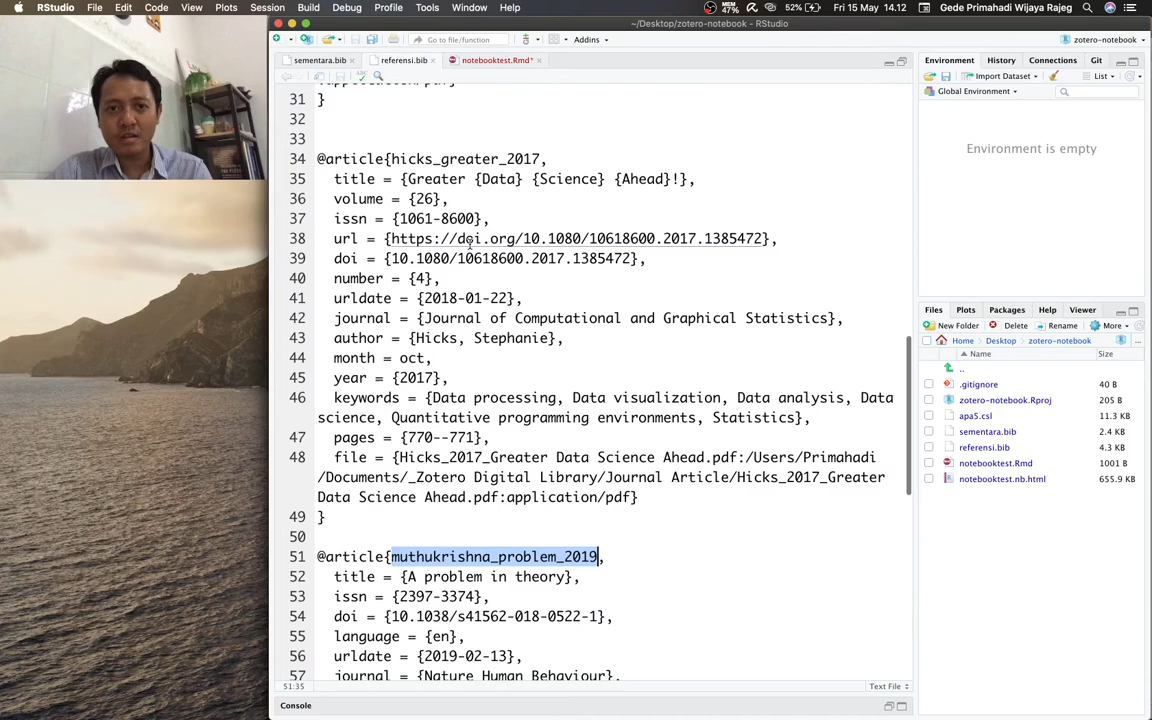 RStudio File Edit Code View Plots Session Build Debug Profile Tools Window Help MEM 47% 52% Fri 15 May 14.12 Gede Primahadi Wijaya Rajeg
~/Desktop/zotero-notebook - RStudio
Go to file/function Addins zotero-notebook
sementara.bib referensi.bib notebooktest.Rmd*
31 }
32
33
34 @article{hicks_greater_2017,
35 title = {Greater {Data} {Science} {Ahead}!},
36 volume = {26},
37 issn = {1061-8600},
38 url = {https://doi.org/10.1080/10618600.2017.1385472},
39 doi = {10.1080/10618600.2017.1385472},
40 number = {4},
41 urldate = {2018-01-22},
42 journal = {Journal of Computational and Graphical Statistics},
43 author = {Hicks, Stephanie},
44 month = oct,
45 year = {2017},
46 keywords = {Data processing, Data visualization, Data analysis, Data
science, Quantitative programming environments, Statistics},
47 pages = {770--771},
48 file = {Hicks_2017_Greater Data Science Ahead.pdf:/Users/Primahadi
/Documents/_Zotero Digital Library/Journal Article/Hicks_2017_Greater
Data Science Ahead.pdf:application/pdf}
49 }
50
51 @article{muthukrishna_problem_2019,
52 title = {A problem in theory},
53 issn = {2397-3374},
54 doi = {10.1038/s41562-018-0522-1},
55 language = {en},
56 urldate = {2019-02-13},
57 journal = {Nature Human Behaviour},
51:35 Text File
Console
Environment History Connections Git
Import Dataset List
Global Environment
Environment is empty
Files Plots Packages Help Viewer
New Folder Delete Rename More
Home Desktop zotero-notebook ...
Name Size
..
.gitignore 40 B
zotero-notebook.Rproj 205 B
apa5.csl 11.3 KB
sementara.bib 2.4 KB
referensi.bib 4.3 KB
notebooktest.Rmd 1001 B
notebooktest.nb.html 655.9 KB